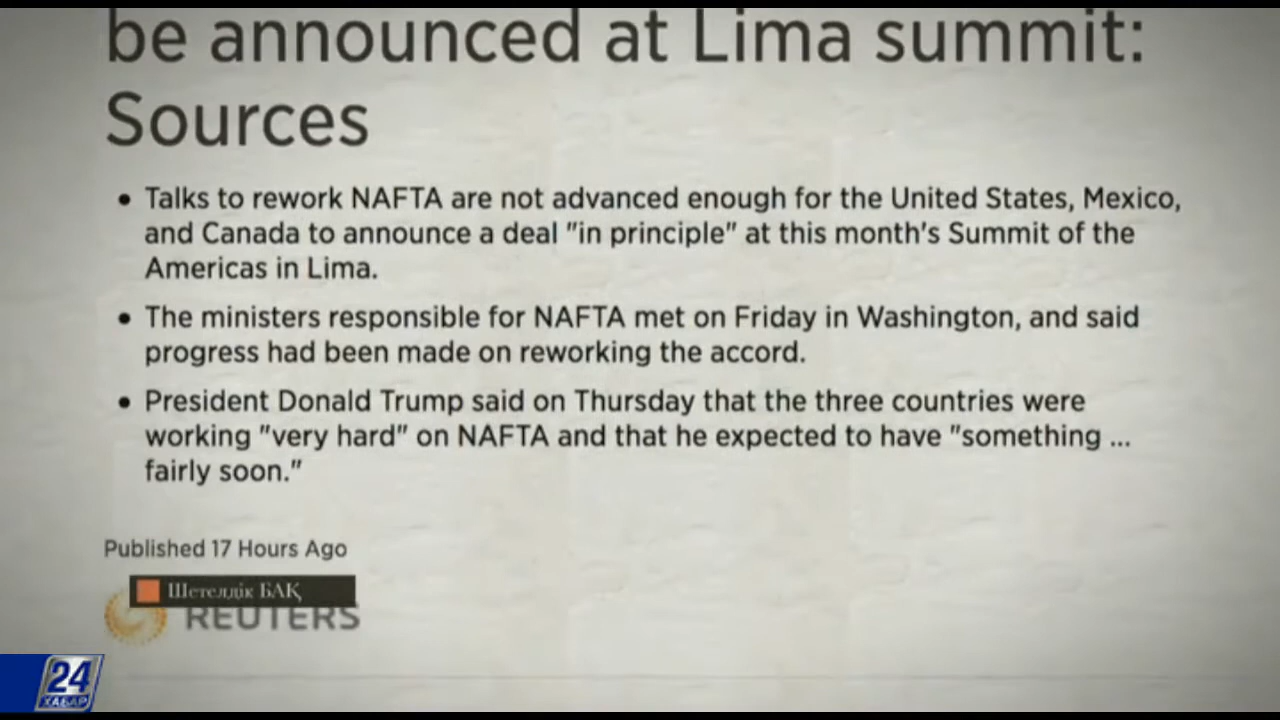 be announced at Lima summit:
Sources
• Talks to rework NAFTA are not advanced enough for the United States, Mexico,
and Canada to announce a deal "in principle" at this month's Summit of the
Americas in Lima.
• The ministers responsible for NAFTA met on Friday in Washington, and said
progress had been made on reworking the accord.
• President Donald Trump said on Thursday that the three countries were
working "very hard" on NAFTA and that he expected to have "something ...
fairly soon."
Published 17 Hours Ago
Шетелдік БАҚ
REUTERS
24
ХАБАР